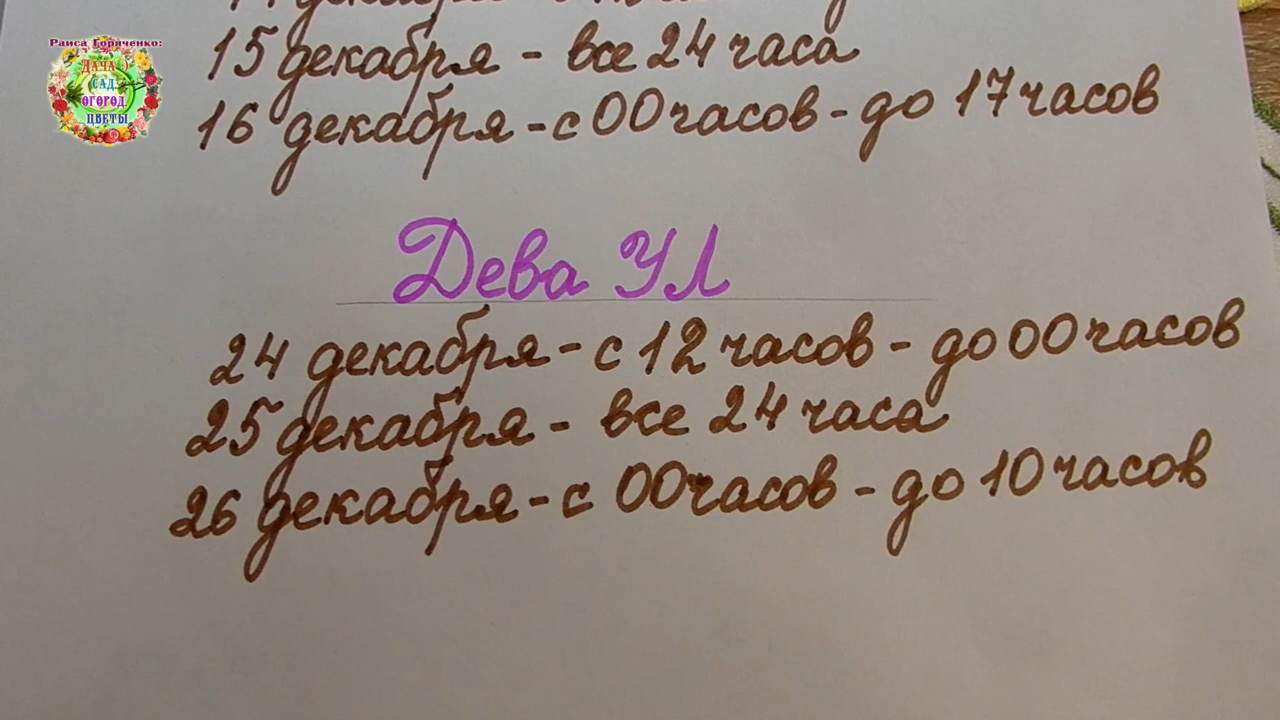 Раиса Горяченко:
ДАЧА
САД,
ОГОРОД,
ЦВЕТЫ
15 декабря - все 24 часа
16 декабря - с 00 часов - до 17 часов
Дева УЛ
24 декабря - с 12 часов - до 00 часов
25 декабря - все 24 часа
26 декабря - с 00 часов - до 10 часов